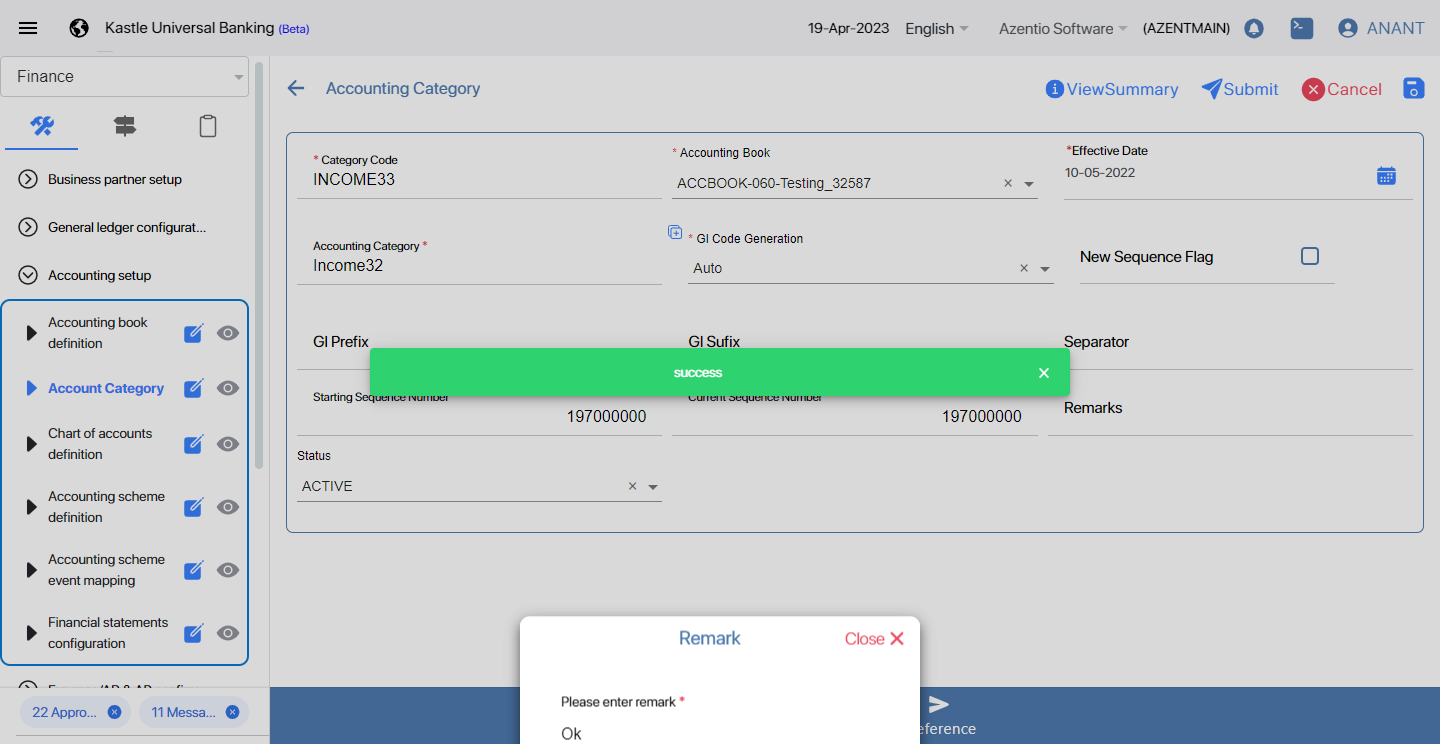 Kastle Universal Banking (Beta)
19-Apr-2023
English
Azentio Software
(AZENTMAIN)
ANANT
Finance
Business partner setup
General ledger configurat...
Accounting setup
Accounting book
definition
Account Category
Chart of accounts
definition
Accounting scheme
definition
Accounting scheme
event mapping
Financial statements
configuration
22 Appro...
11 Messa...
Accounting Category
ViewSummary
Submit
Cancel
* Category Code
INCOME33
* Accounting Book
ACCBOOK-060-Testing_32587
*Effective Date
10-05-2022
Accounting Category *
Income32
* GI Code Generation
Auto
New Sequence Flag
GI Prefix
GI Sufix
Separator
success
Starting Sequence Number
197000000
Current Sequence Number
197000000
Remarks
Status
ACTIVE
Remark
Close
Please enter remark *
Ok
eference